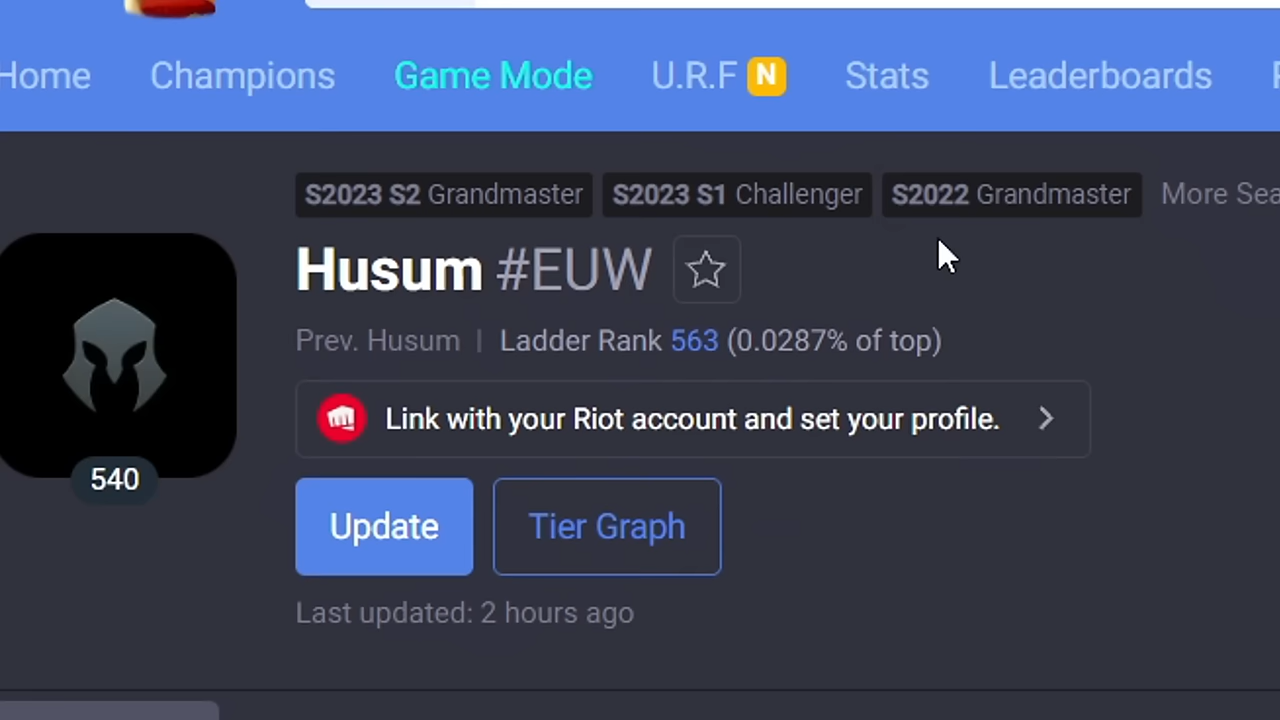 Home Champions Game Mode U.R.F N Stats Leaderboards
S2023 S2 Grandmaster S2023 S1 Challenger S2022 Grandmaster More Sea
Husum #EUW
Prev. Husum | Ladder Rank 563 (0.0287% of top)
Link with your Riot account and set your profile.
540
Update Tier Graph
Last updated: 2 hours ago